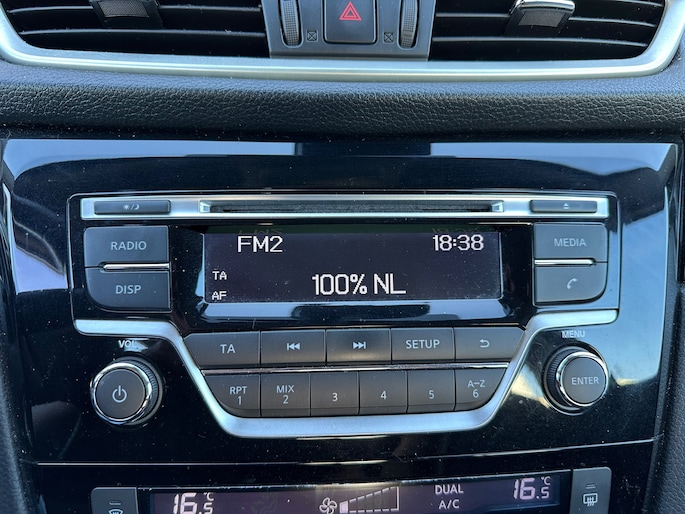 RADIO
DISP
FM2 18:38
TA
AF
100% NL
MEDIA
VOL
TA
SETUP
MENU
RPT
1
MIX
2
3
4
5
A-Z
6
ENTER
16.5°C
DUAL
A/C
16.5°C